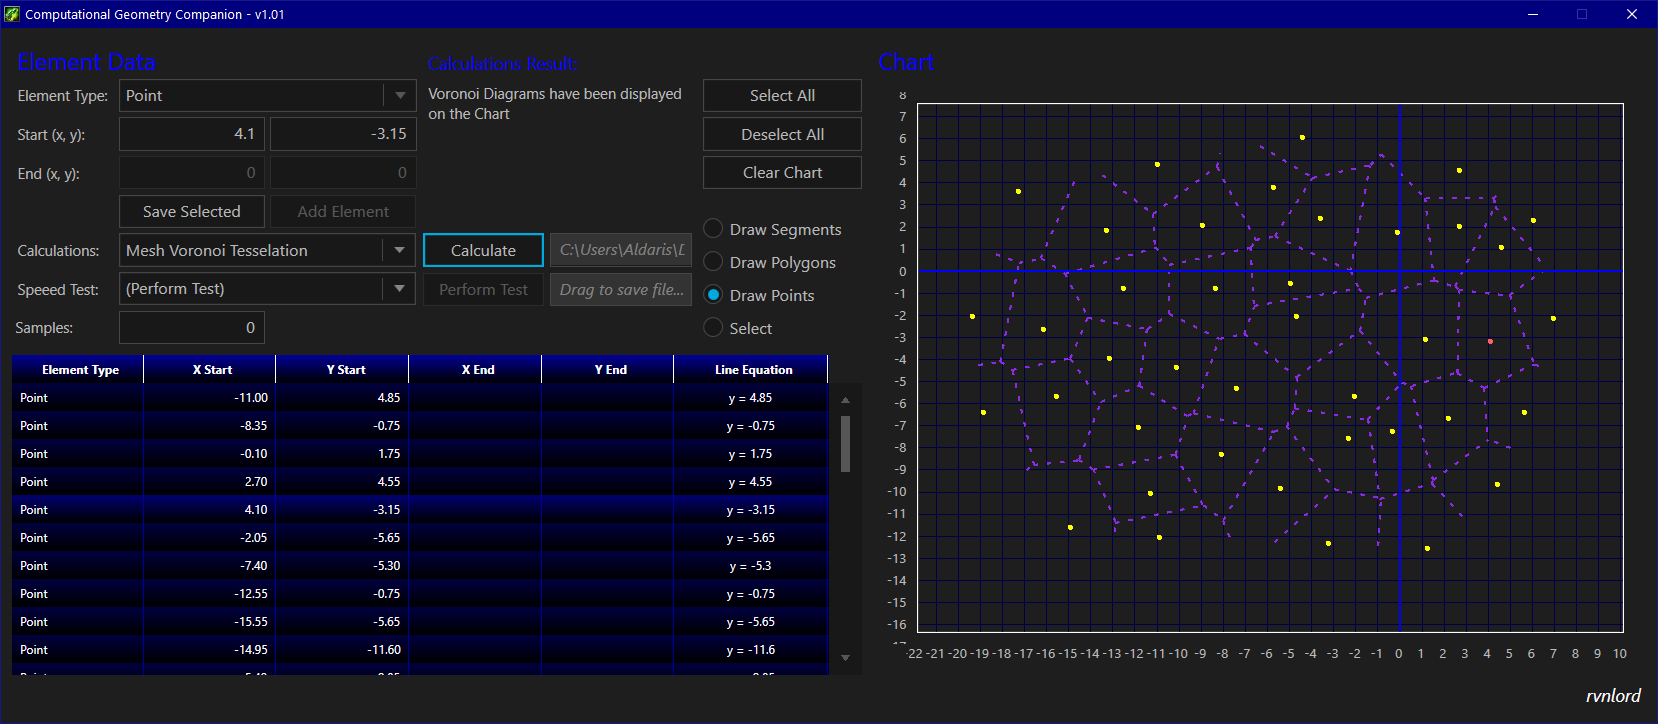 Computational Geometry Companion - v1.01
Element Data
Calculations Result:
Chart
Element Type: Point
Voronoi Diagrams have been displayed
on the Chart
Select All
Start (x, y): 4.1 -3.15
Deselect All
End (x, y): 0 0
Clear Chart
Save Selected Add Element
Draw Segments
Calculations: Mesh Voronoi Tesselation Calculate C:\Users\Aldaris\
Draw Polygons
Speeed Test: (Perform Test) Perform Test Drag to save file...
Draw Points
Samples: 0
Select
Element Type X Start Y Start X End Y End Line Equation
Point -11.00 4.85 y = 4.85
Point -8.35 -0.75 y = -0.75
Point -0.10 1.75 y = 1.75
Point 2.70 4.55 y = 4.55
Point 4.10 -3.15 y = -3.15
Point -2.05 -5.65 y = -5.65
Point -7.40 -5.30 y = -5.3
Point -12.55 -0.75 y = -0.75
Point -15.55 -5.65 y = -5.65
Point -14.95 -11.60 y = -11.6
8
7
6
5
4
3
2
1
0
-1
-2
-3
-4
-5
-6
-7
-8
-9
-10
-11
-12
-13
-14
-15
-16
-22 -21 -20 -19 -18 -17 -16 -15 -14 -13 -12 -11 -10 -9 -8 -7 -6 -5 -4 -3 -2 -1 0 1 2 3 4 5 6 7 8 9 10
rvnlord